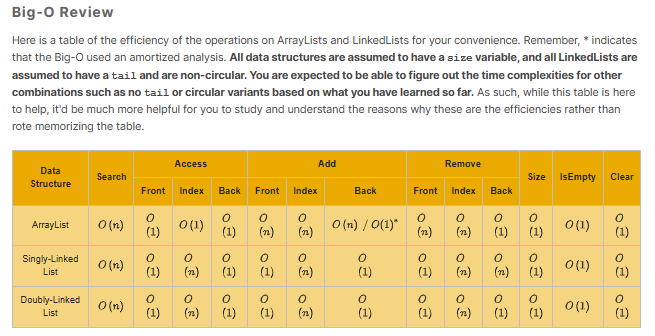 Big-O Review
Here is a table of the efficiency of the operations on ArrayLists and LinkedLists for your convenience. Remember, * indicates
that the Big-O used an amortized analysis. All data structures are assumed to have a size variable, and all LinkedLists are
assumed to have a tail and are non-circular. You are expected to be able to figure out the time complexities for other
combinations such as no tail or circular variants based on what you have learned so far. As such, while this table is here
to help, it'd be much more helpful for you to study and understand the reasons why these are the efficiencies rather than
rote memorizing the table.
Data Structure Search Access Add Remove Size IsEmpty Clear
Front Index Back Front Index Back Front Index Back
ArrayList O(n) O(1) O(1) O(1) O(n) O(n) O(n) / O(1)* O(n) O(n) O(1) O(1) O(1) O(1)
Singly-Linked List O(n) O(1) O(n) O(1) O(1) O(n) O(1) O(1) O(n) O(n) O(1) O(1) O(1)
Doubly-Linked List O(n) O(1) O(n) O(1) O(1) O(n) O(1) O(1) O(n) O(1) O(1) O(1) O(1)